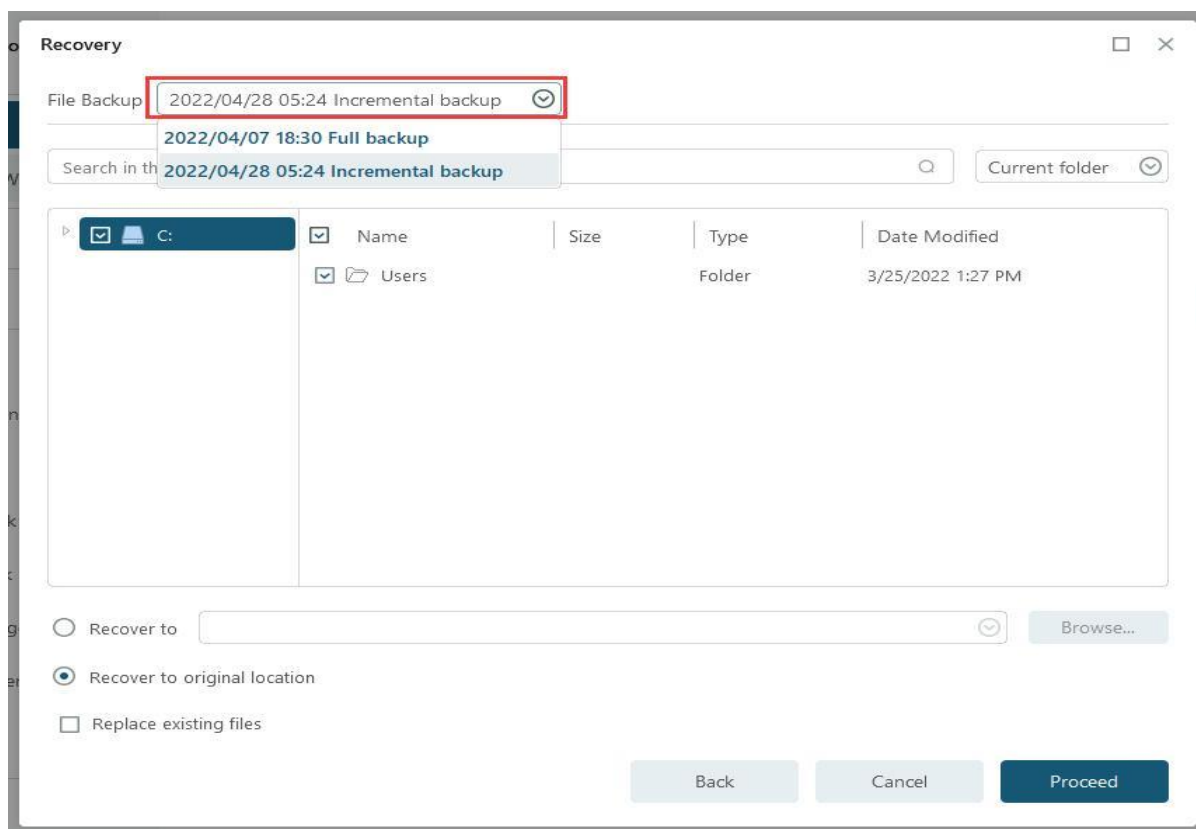 Recovery
File Backup 2022/04/28 05:24 Incremental backup
2022/04/07 18:30 Full backup
2022/04/28 05:24 Incremental backup
Search in th
Current folder
C:
Name Size Type Date Modified
Users Folder 3/25/2022 1:27 PM
Recover to Browse...
Recover to original location
Replace existing files
Back Cancel Proceed